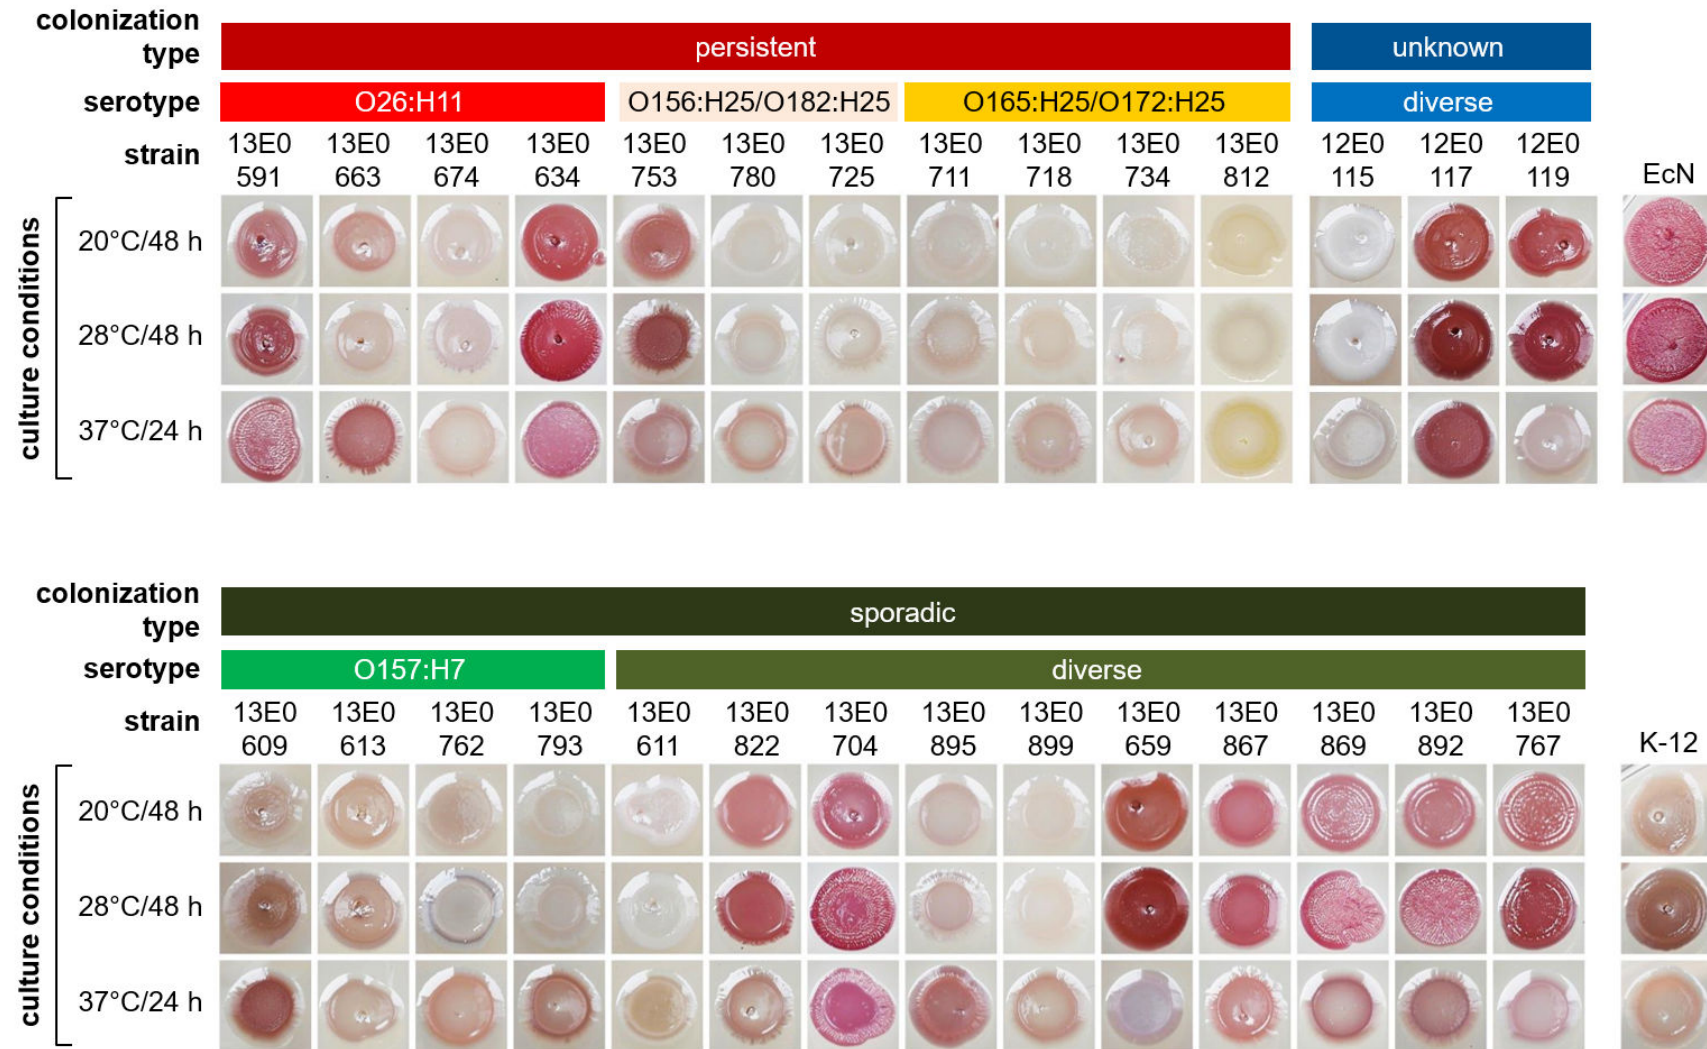 colonization type
persistent
unknown
serotype
O26:H11
O156:H25/O182:H25
O165:H25/O172:H25
diverse
strain
13E0 591
13E0 663
13E0 674
13E0 634
13E0 753
13E0 780
13E0 725
13E0 711
13E0 718
13E0 734
13E0 812
12E0 115
12E0 117
12E0 119
EcN
culture conditions
20°C/48 h
28°C/48 h
37°C/24 h
colonization type
sporadic
serotype
O157:H7
diverse
strain
13E0 609
13E0 613
13E0 762
13E0 793
13E0 611
13E0 822
13E0 704
13E0 895
13E0 899
13E0 659
13E0 867
13E0 869
13E0 892
13E0 767
K-12
culture conditions
20°C/48 h
28°C/48 h
37°C/24 h